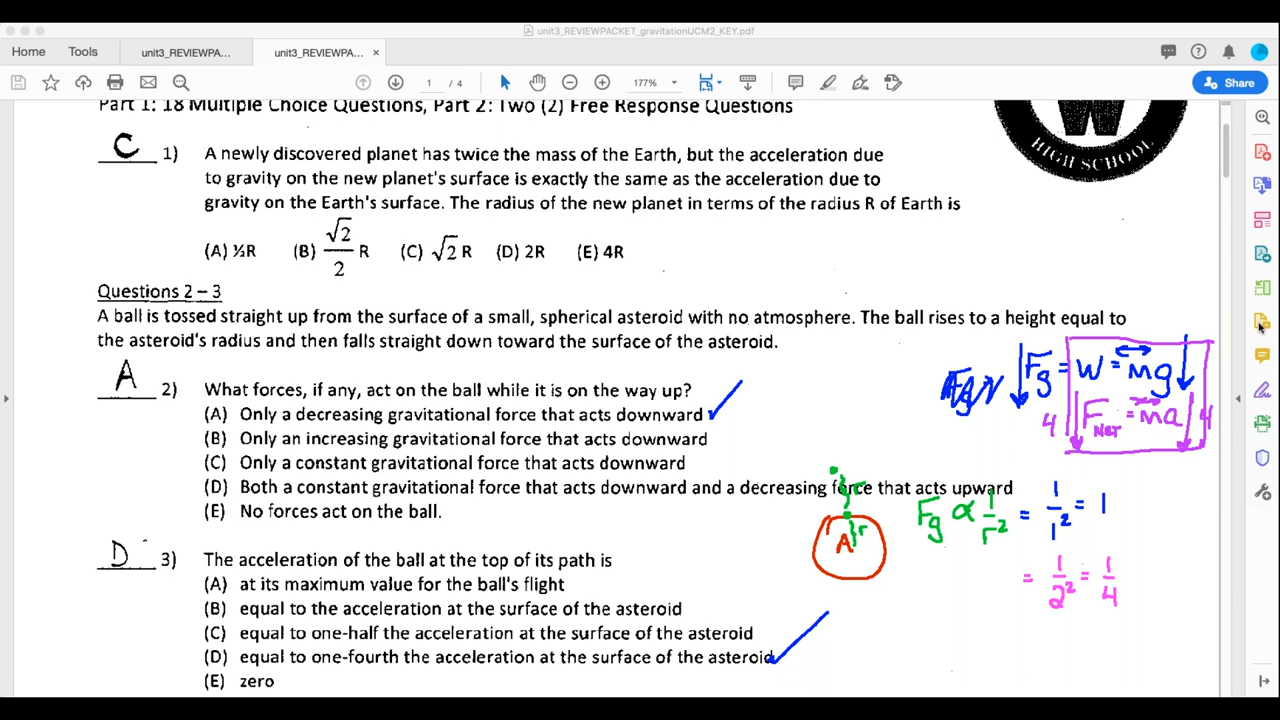 unit3_REVIEWPACKET_gravitationUCM2_KEY.pdf
Home Tools unit3_REVIEWPA... unit3_REVIEWPA... ×
1 / 4 177% Share
Part 1: 18 Multiple Choice Questions, Part 2: Two (2) Free Response Questions
HIGH SCHOOL
C 1) A newly discovered planet has twice the mass of the Earth, but the acceleration due
to gravity on the new planet's surface is exactly the same as the acceleration due to
gravity on the Earth's surface. The radius of the new planet in terms of the radius R of Earth is
(A) ½R (B) √2/2 R (C) √2 R (D) 2R (E) 4R
Questions 2 – 3
A ball is tossed straight up from the surface of a small, spherical asteroid with no atmosphere. The ball rises to a height equal to
the asteroid's radius and then falls straight down toward the surface of the asteroid.
A 2) What forces, if any, act on the ball while it is on the way up?
(A) Only a decreasing gravitational force that acts downward
(B) Only an increasing gravitational force that acts downward
(C) Only a constant gravitational force that acts downward
(D) Both a constant gravitational force that acts downward and a decreasing force that acts upward
(E) No forces act on the ball.
↓Fg = W = mg↓
4 ↓F NET = ma↓ 4
r
r
A
Fg ∝ 1/r² = 1/1² = 1
= 1/2² = 1/4
D 3) The acceleration of the ball at the top of its path is
(A) at its maximum value for the ball's flight
(B) equal to the acceleration at the surface of the asteroid
(C) equal to one-half the acceleration at the surface of the asteroid
(D) equal to one-fourth the acceleration at the surface of the asteroid
(E) zero